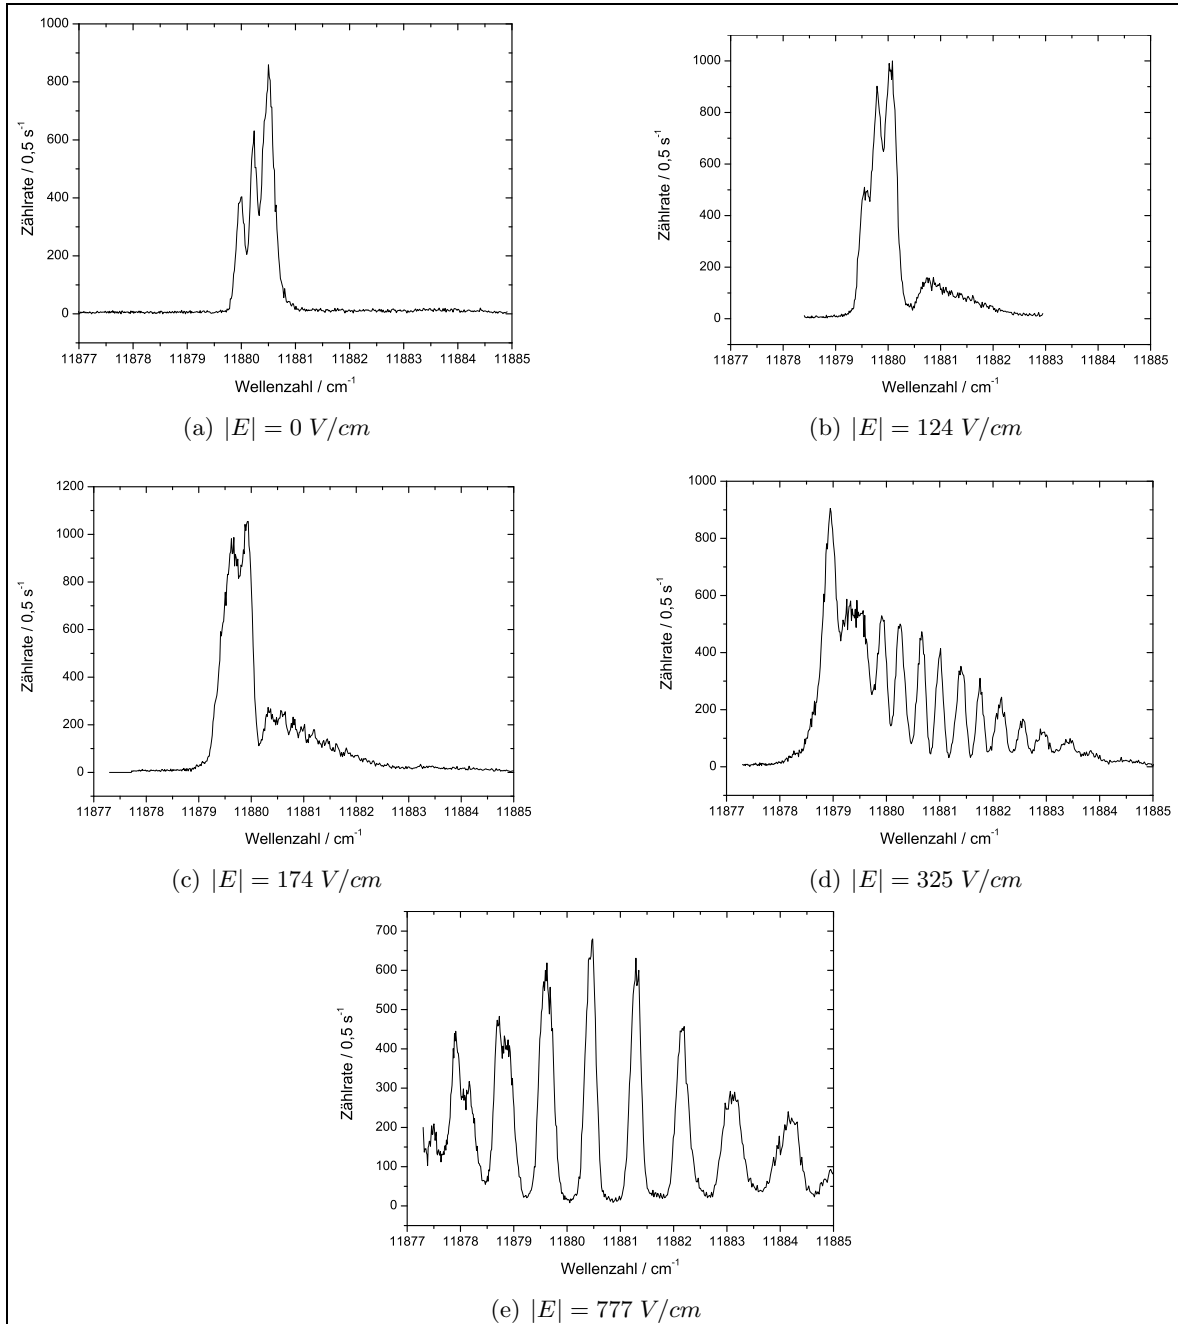 1000
800
600
400
200
0
Zählrate / 0,5 s⁻¹
11877 11878 11879 11880 11881 11882 11883 11884 11885
Wellenzahl / cm⁻¹
(a) |E| = 0 V/cm
1000
800
600
400
200
0
Zählrate / 0,5 s⁻¹
11877 11878 11879 11880 11881 11882 11883 11884 11885
Wellenzahl / cm⁻¹
(b) |E| = 124 V/cm
1200
1000
800
600
400
200
0
Zählrate / 0,5 s⁻¹
11877 11878 11879 11880 11881 11882 11883 11884 11885
Wellenzahl / cm⁻¹
(c) |E| = 174 V/cm
1000
800
600
400
200
0
Zählrate / 0,5 s⁻¹
11877 11878 11879 11880 11881 11882 11883 11884 11885
Wellenzahl / cm⁻¹
(d) |E| = 325 V/cm
700
600
500
400
300
200
100
0
Zählrate / 0,5 s⁻¹
11877 11878 11879 11880 11881 11882 11883 11884 11885
Wellenzahl / cm⁻¹
(e) |E| = 777 V/cm